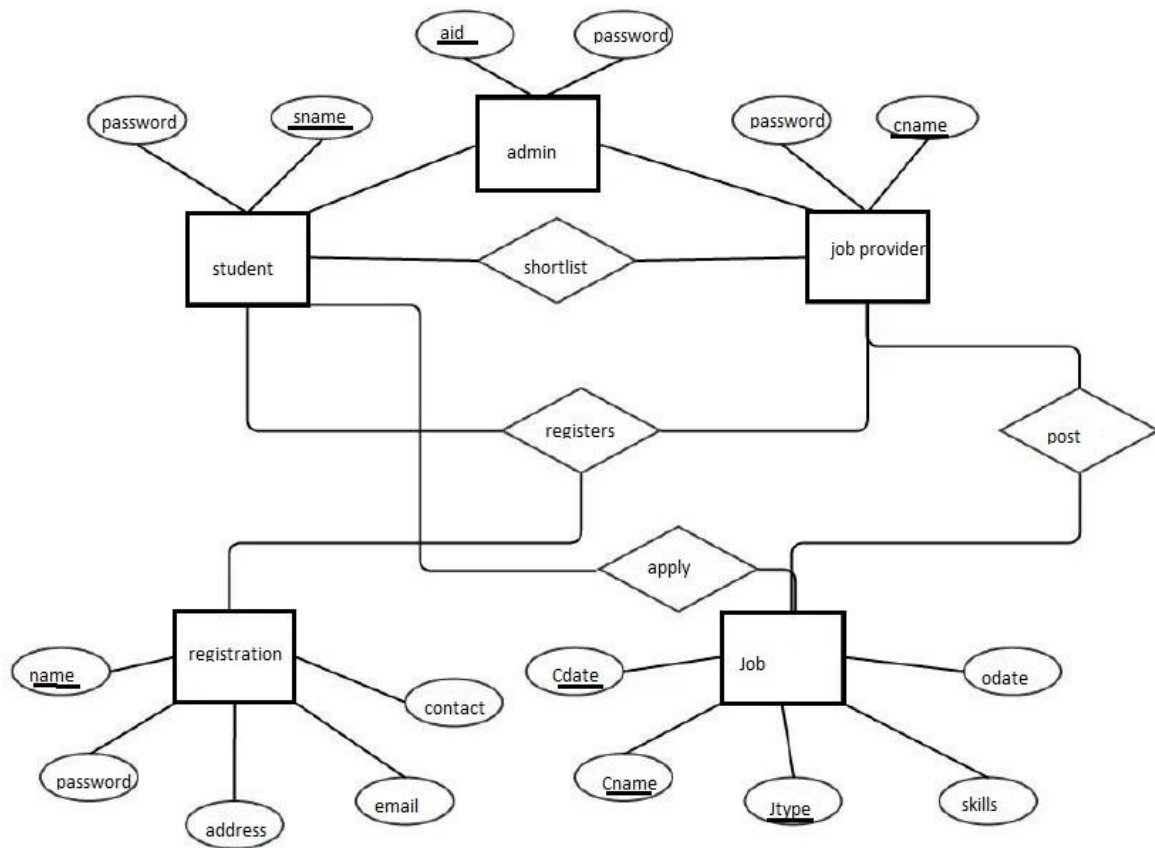 aid
password
password
sname
password
cname
admin
student
shortlist
job provider
registers
post
apply
registration
Job
name
Cdate
odate
contact
password
Cname
Jtype
skills
email
address